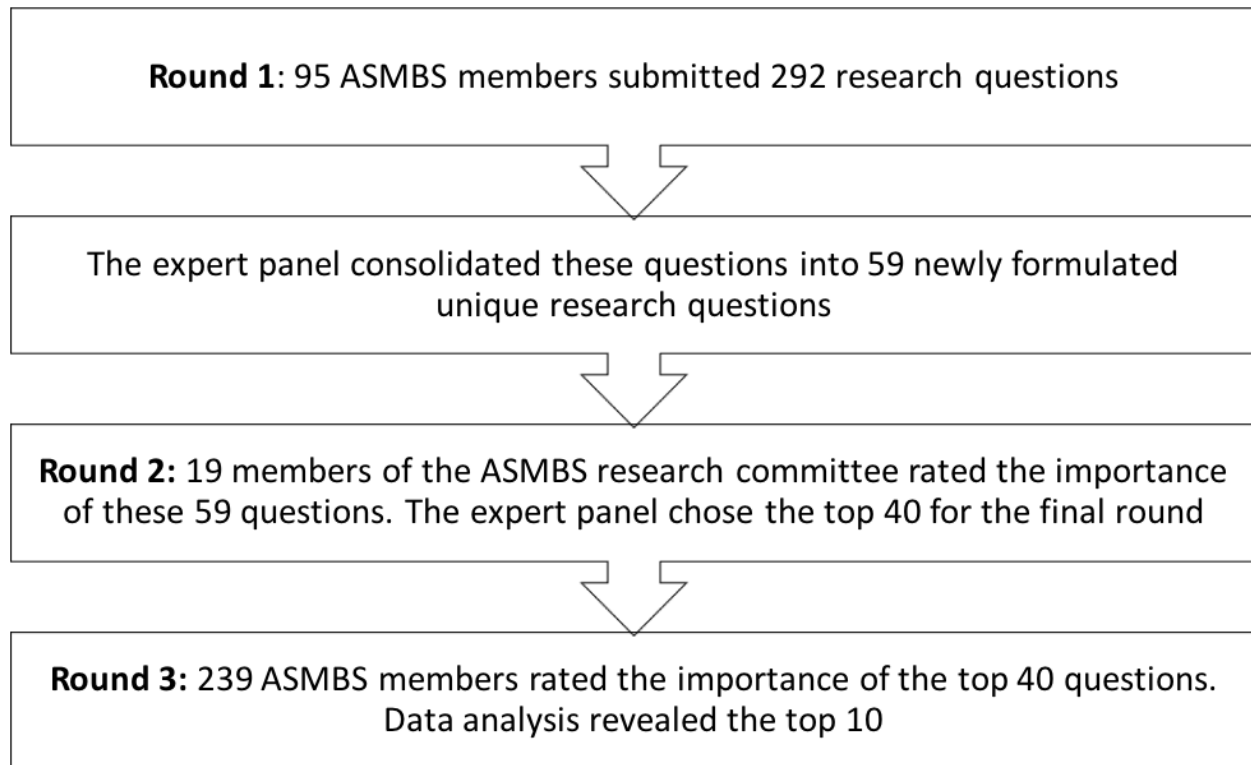 Round 1: 95 ASMBS members submitted 292 research questions
The expert panel consolidated these questions into 59 newly formulated
unique research questions
Round 2: 19 members of the ASMBS research committee rated the importance
of these 59 questions. The expert panel chose the top 40 for the final round
Round 3: 239 ASMBS members rated the importance of the top 40 questions.
Data analysis revealed the top 10